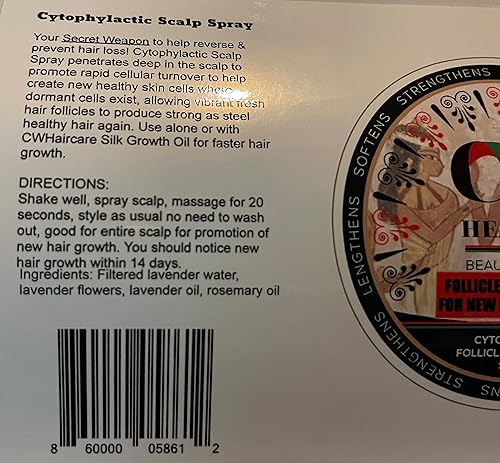 Cytophylactic Scalp Spray
Your Secret Weapon to help reverse &
prevent hair loss! Cytophylactic Scalp
Spray penetrates deep in the scalp to
promote rapid cellular turnover to help
create new healthy skin cells where
dormant cells exist, allowing vibrant fresh
hair follicles to produce strong as steel
healthy hair again. Use alone or with
CWHaircare Silk Growth Oil for faster hair
growth.
DIRECTIONS:
Shake well, spray scalp, massage for 20
seconds, style as usual no need to wash
out, good for entire scalp for promotion of
new hair growth. You should notice
new hair growth within 14 days.
Ingredients: Filtered lavender water,
lavender flowers, lavender oil, rosemary oil
8 60000 05861 2
STRENGTHENS
SOFTENS
LENGTHENS
STRENGTHENS
HEA
BEAU
FOLLICLE
FOR NEW
CYTO
FOLLIC